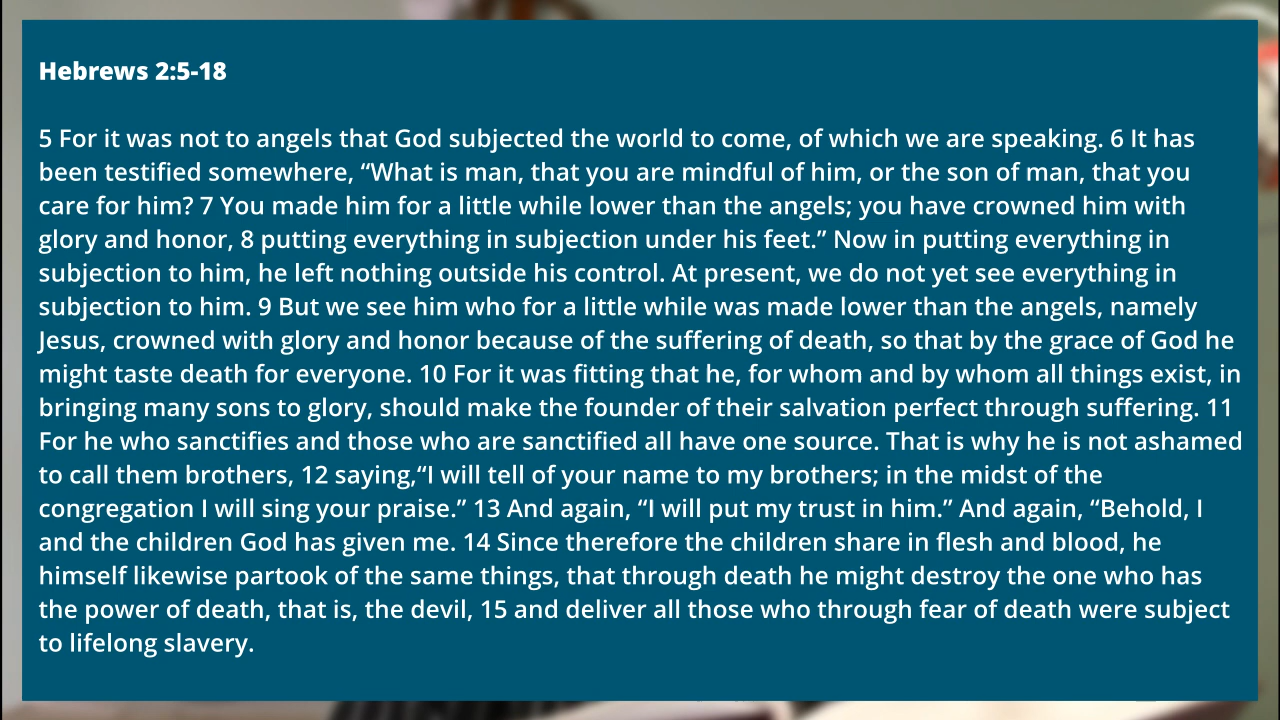 Hebrews 2:5-18
5 For it was not to angels that God subjected the world to come, of which we are speaking. 6 It has
been testified somewhere, “What is man, that you are mindful of him, or the son of man, that you
care for him? 7 You made him for a little while lower than the angels; you have crowned him with
glory and honor, 8 putting everything in subjection under his feet.” Now in putting everything in
subjection to him, he left nothing outside his control. At present, we do not yet see everything in
subjection to him. 9 But we see him who for a little while was made lower than the angels, namely
Jesus, crowned with glory and honor because of the suffering of death, so that by the grace of God he
might taste death for everyone. 10 For it was fitting that he, for whom and by whom all things exist, in
bringing many sons to glory, should make the founder of their salvation perfect through suffering. 11
For he who sanctifies and those who are sanctified all have one source. That is why he is not ashamed
to call them brothers, 12 saying,“I will tell of your name to my brothers; in the midst of the
congregation I will sing your praise.” 13 And again, “I will put my trust in him.” And again, “Behold, I
and the children God has given me. 14 Since therefore the children share in flesh and blood, he
himself likewise partook of the same things, that through death he might destroy the one who has
the power of death, that is, the devil, 15 and deliver all those who through fear of death were subject
to lifelong slavery.